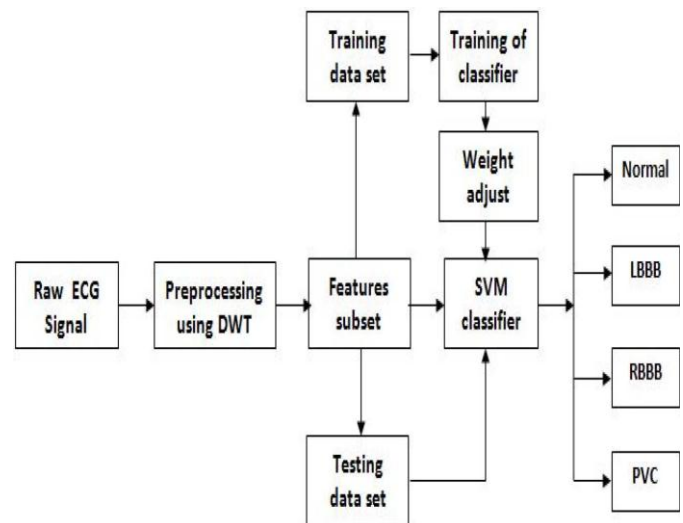 Training
data set
Training of
classifier
Weight
adjust
Normal
Raw ECG
Signal
Preprocessing
using DWT
Features
subset
SVM
classifier
LBBB
RBBB
Testing
data set
PVC